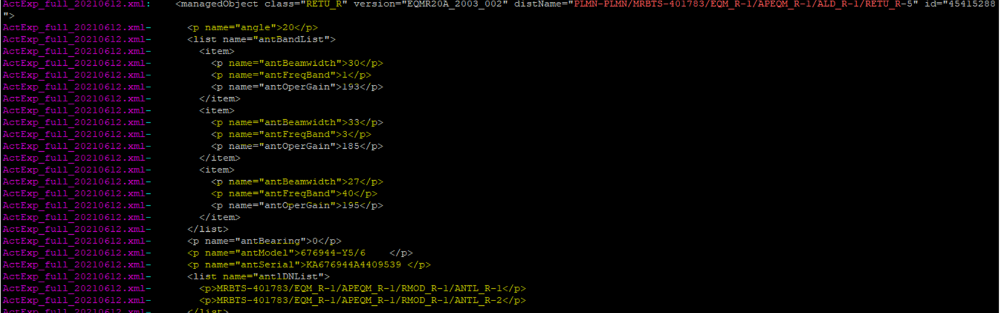 ActExp_full_20210612.xml:    <managedObject class="RETU_R" version="EQMR20A_2003_002" distName="PLMN-PLMN/MRBTS-401783/EQM_R-1/APEQM_R-1/ALD_R-1/RETU_R-5" id="45415288
">
ActExp_full_20210612.xml-      <p name="angle">20</p>
ActExp_full_20210612.xml-      <list name="antBandList">
ActExp_full_20210612.xml-        <item>
ActExp_full_20210612.xml-          <p name="antBeamwidth">30</p>
ActExp_full_20210612.xml-          <p name="antFreqBand">1</p>
ActExp_full_20210612.xml-          <p name="antOperGain">193</p>
ActExp_full_20210612.xml-        </item>
ActExp_full_20210612.xml-        <item>
ActExp_full_20210612.xml-          <p name="antBeamwidth">33</p>
ActExp_full_20210612.xml-          <p name="antFreqBand">3</p>
ActExp_full_20210612.xml-          <p name="antOperGain">185</p>
ActExp_full_20210612.xml-        </item>
ActExp_full_20210612.xml-        <item>
ActExp_full_20210612.xml-          <p name="antBeamwidth">27</p>
ActExp_full_20210612.xml-          <p name="antFreqBand">40</p>
ActExp_full_20210612.xml-          <p name="antOperGain">195</p>
ActExp_full_20210612.xml-        </item>
ActExp_full_20210612.xml-      </list>
ActExp_full_20210612.xml-      <p name="antBearing">0</p>
ActExp_full_20210612.xml-      <p name="antModel">676944-Y5/6    </p>
ActExp_full_20210612.xml-      <p name="antSerial">KA676944A4409539 </p>
ActExp_full_20210612.xml-      <list name="antlDNList">
ActExp_full_20210612.xml-        <p>MRBTS-401783/EQM_R-1/APEQM_R-1/RMOD_R-1/ANTL_R-1</p>
ActExp_full_20210612.xml-        <p>MRBTS-401783/EQM_R-1/APEQM_R-1/RMOD_R-1/ANTL_R-2</p>
ActExp_full_20210612.xml-      </list>